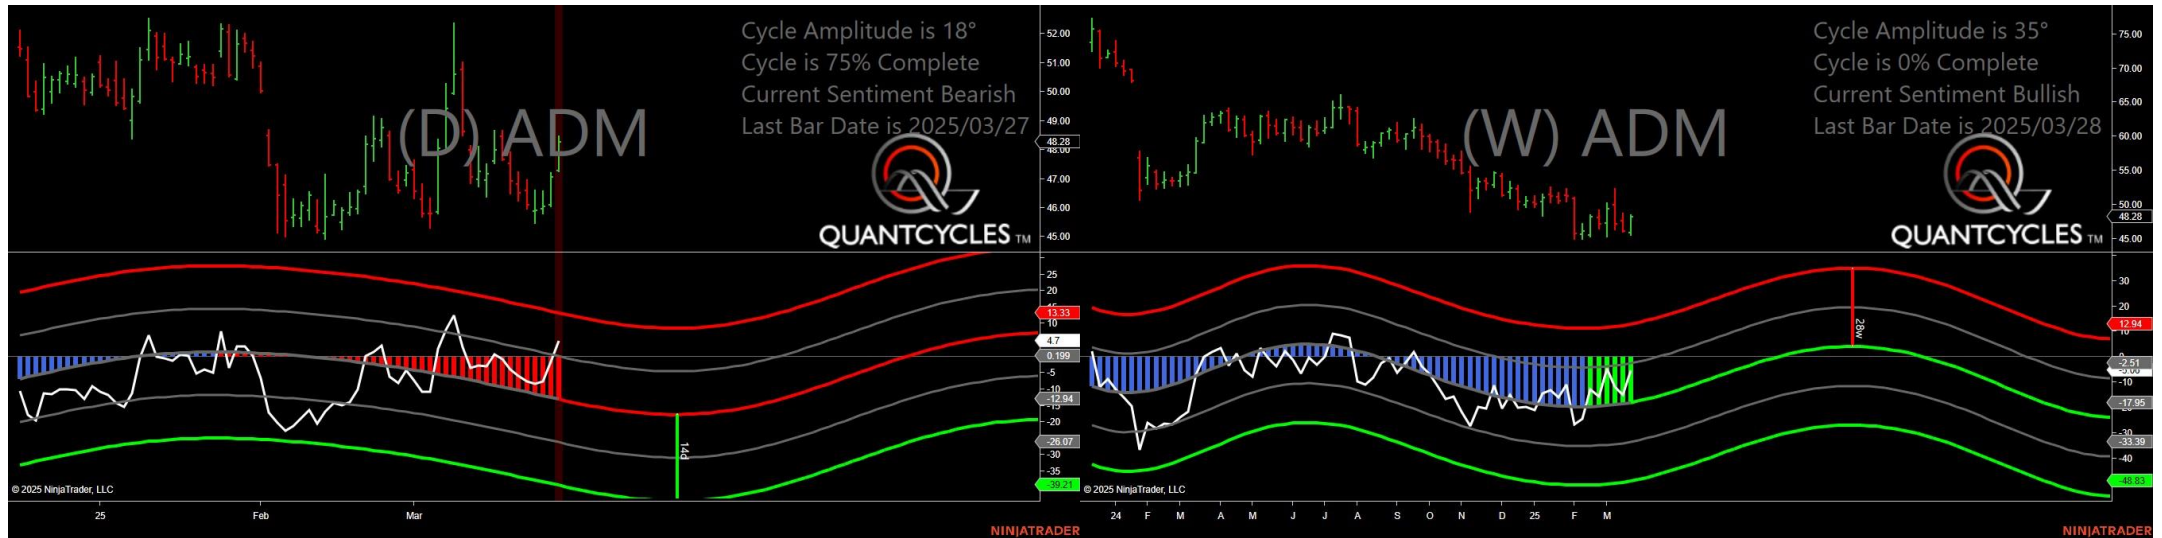 Cycle Amplitude is 18°
Cycle is 75% Complete
Current Sentiment Bearish
Last Bar Date is 2025/03/27
(D) ADM
QUANTCYCLES TM
52.00
51.00
50.00
49.00
48.28
48.00
47.00
46.00
45.00
25
20
13.33
10
4.7
0.199
-5
-10
-12.94
-20
-26.07
-30
-35
-39.21
14d
© 2025 NinjaTrader, LLC
25 Feb Mar
NINJATRADER
Cycle Amplitude is 35°
Cycle is 0% Complete
Current Sentiment Bullish
Last Bar Date is 2025/03/28
(W) ADM
QUANTCYCLES TM
75.00
70.00
65.00
60.00
55.00
50.00
48.28
45.00
30
20
12.94
-2.51
-10
-17.95
-33.39
-40
-48.83
28w
© 2025 NinjaTrader, LLC
24 F M A M J J A S O N D 25 F M
NINJATRADER